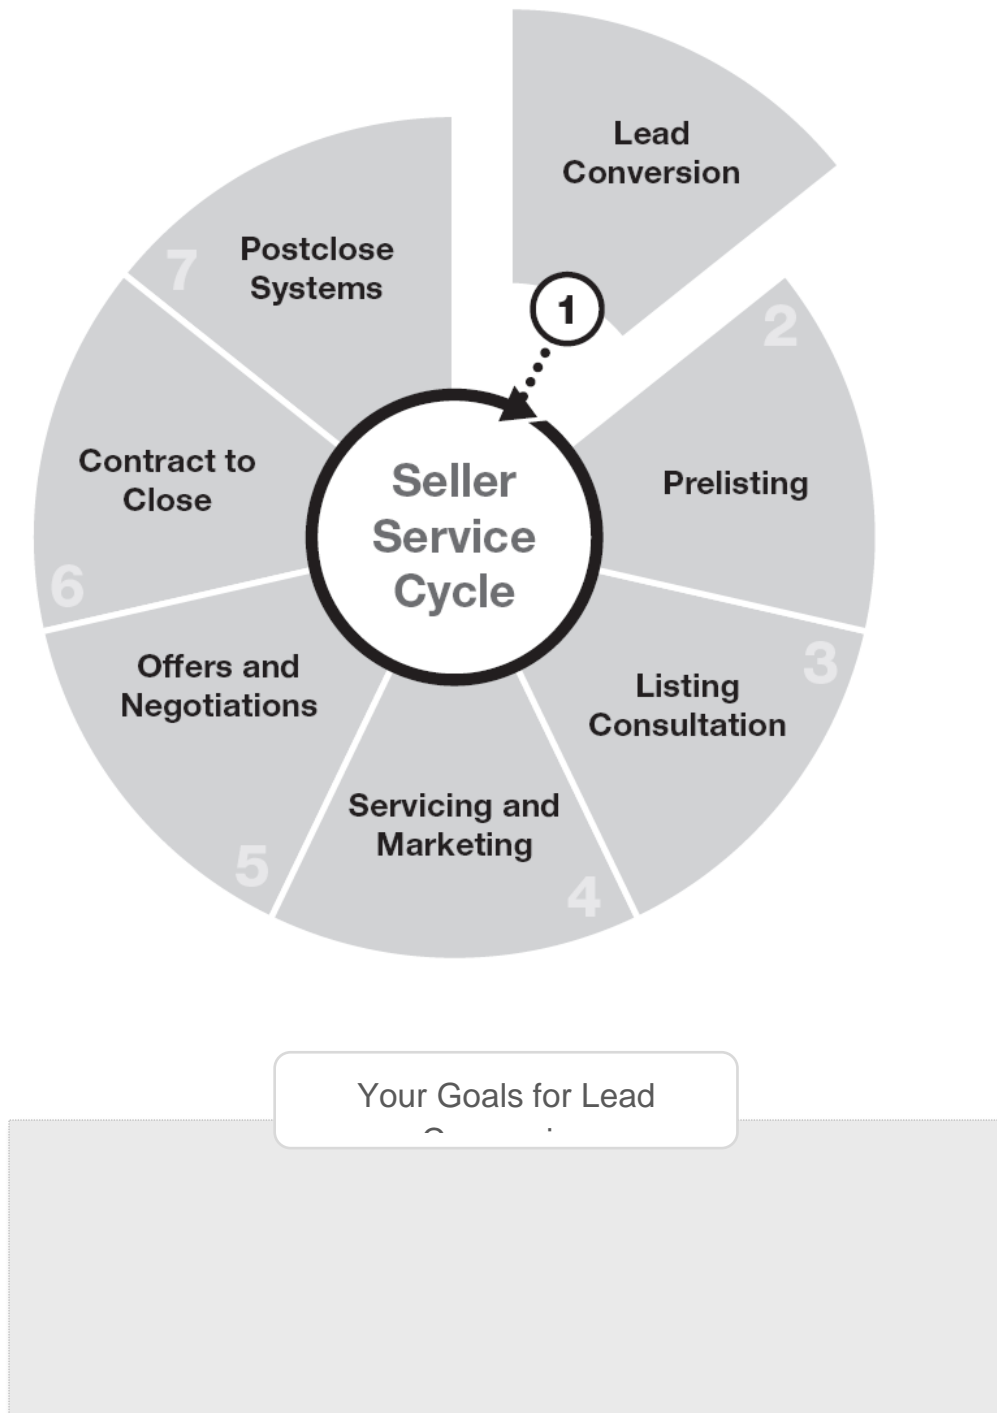 Lead
Conversion
1
2
Prelisting
3
Listing
Consultation
4
Servicing and
Marketing
5
Offers and
Negotiations
6
Contract to
Close
7
Postclose
Systems
Seller
Service
Cycle
Your Goals for Lead